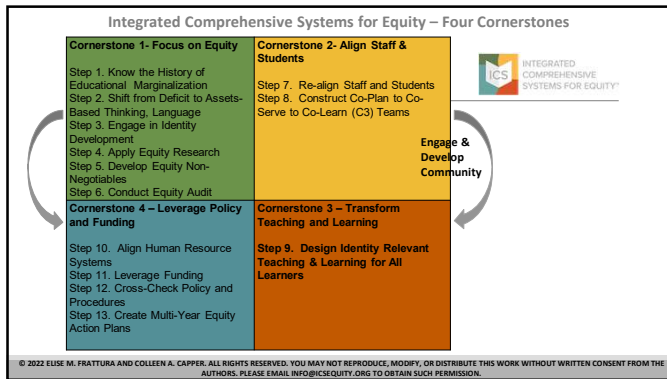 Integrated Comprehensive Systems for Equity – Four Cornerstones
Cornerstone 1- Focus on Equity
Step 1. Know the History of
Educational Marginalization
Step 2. Shift from Deficit to Assets-
Based Thinking, Language
Step 3. Engage in Identity
Development
Step 4. Apply Equity Research
Step 5. Develop Equity Non-
Negotiables
Step 6. Conduct Equity Audit
Cornerstone 2- Align Staff &
Students
Step 7. Re-align Staff and Students
Step 8. Construct Co-Plan to Co-
Serve to Co-Learn (C3) Teams
ICS
INTEGRATED
COMPREHENSIVE
SYSTEMS FOR EQUITY™
Engage &
Develop
Community
Cornerstone 4 – Leverage Policy
and Funding
Step 10. Align Human Resource
Systems
Step 11. Leverage Funding
Step 12. Cross-Check Policy and
Procedures
Step 13. Create Multi-Year Equity
Action Plans
Cornerstone 3 – Transform
Teaching and Learning
Step 9. Design Identity Relevant
Teaching & Learning for All
Learners
© 2022 ELISE M. FRATTURA AND COLLEEN A. CAPPER. ALL RIGHTS RESERVED. YOU MAY NOT REPRODUCE, MODIFY, OR DISTRIBUTE THIS WORK WITHOUT WRITTEN CONSENT FROM THE
AUTHORS. PLEASE EMAIL INFO@ICSEQUITY.ORG TO OBTAIN SUCH PERMISSION.